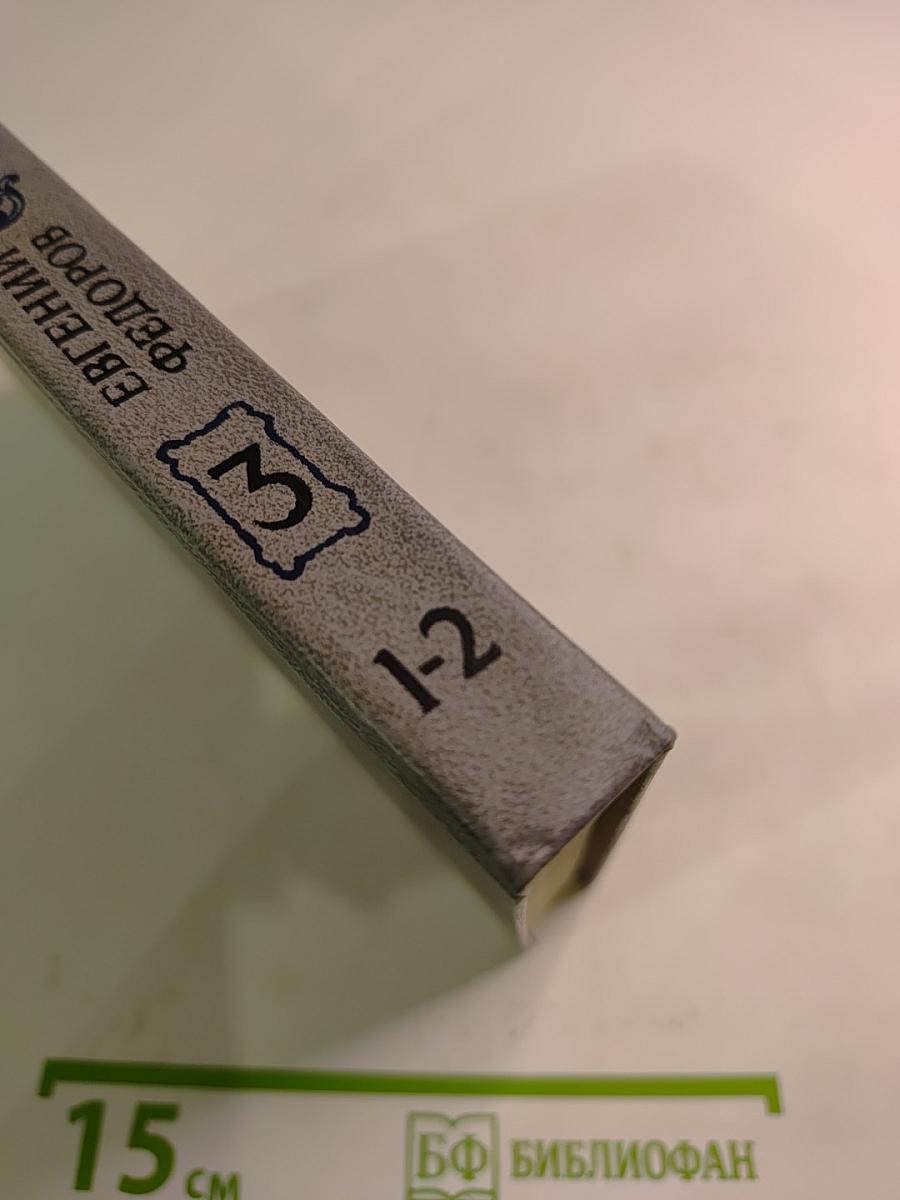 ЕВГЕНИЙ
ФЕДОРОВ
3
1-2
15 см
БФ БИБЛИОФАН